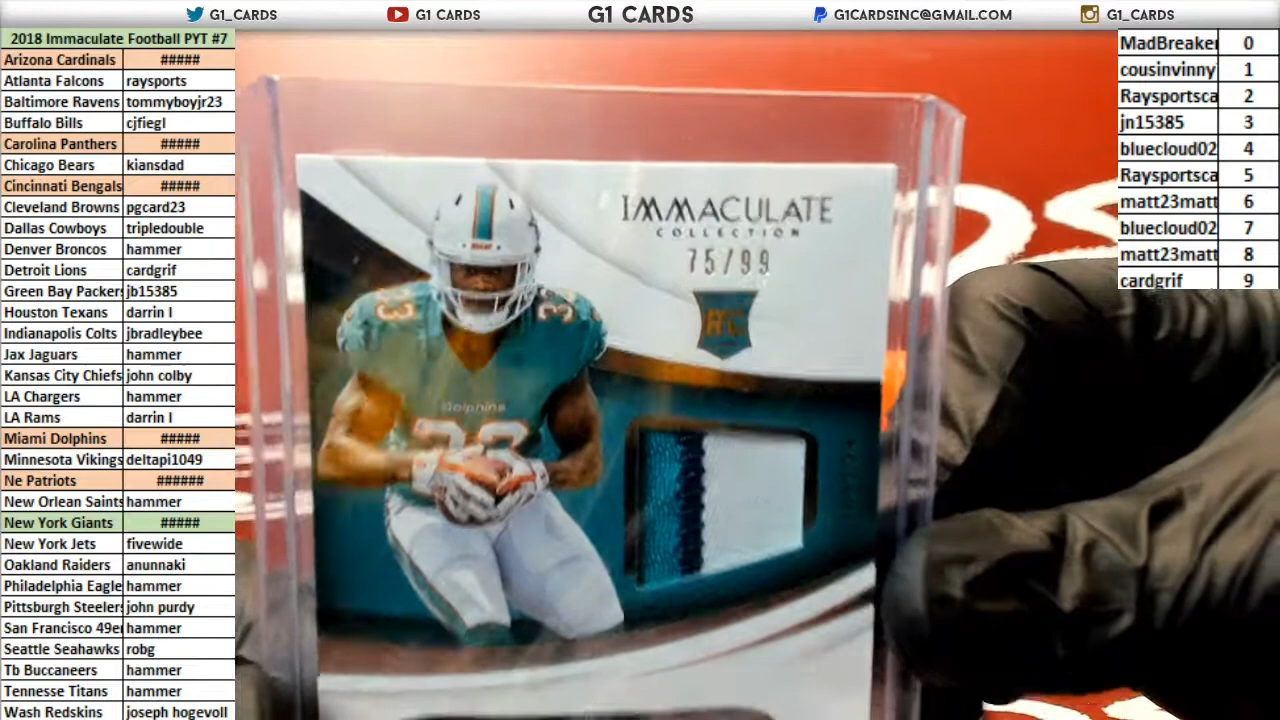 G1_CARDS G1 CARDS G1 CARDS G1CARDSINC@GMAIL.COM G1_CARDS
2018 Immaculate Football PYT #7
Arizona Cardinals #####
Atlanta Falcons raysports
Baltimore Ravens tommyboyjr23
Buffalo Bills cjfiegl
Carolina Panthers #####
Chicago Bears kiansdad
Cincinnati Bengals #####
Cleveland Browns pgcard23
Dallas Cowboys tripledouble
Denver Broncos hammer
Detroit Lions cardgrif
Green Bay Packers jb15385
Houston Texans darrin l
Indianapolis Colts jbradleybee
Jax Jaguars hammer
Kansas City Chiefs john colby
LA Chargers hammer
LA Rams darrin l
Miami Dolphins #####
Minnesota Vikings deltapi1049
Ne Patriots ######
New Orlean Saints hammer
New York Giants #####
New York Jets fivewide
Oakland Raiders anunnaki
Philadelphia Eagle hammer
Pittsburgh Steelers john purdy
San Francisco 49e hammer
Seattle Seahawks robg
Tb Buccaneers hammer
Tennesse Titans hammer
Wash Redskins joseph hogevoll
IMMACULATE
COLLECTION
75/99
RC
33 33
Dolphins
MadBreaker 0
cousinvinny 1
Raysportsca 2
jn15385 3
bluecloud02 4
Raysportsca 5
matt23matt 6
bluecloud02 7
matt23matt 8
cardgrif 9